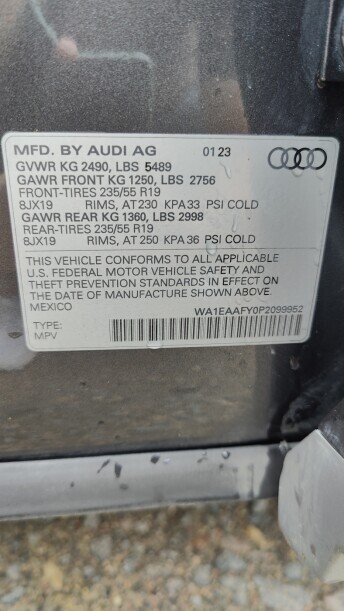 MFD. BY AUDI AG 01 23
GVWR KG 2490, LBS 5489
GAWR FRONT KG 1250, LBS 2756
FRONT-TIRES 235/55 R19
8JX19 RIMS, AT 230 KPA 33 PSI COLD
GAWR REAR KG 1360, LBS 2998
REAR-TIRES 235/55 R19
8JX19 RIMS, AT 250 KPA 36 PSI COLD
THIS VEHICLE CONFORMS TO ALL APPLICABLE
U.S. FEDERAL MOTOR VEHICLE SAFETY AND
THEFT PREVENTION STANDARDS IN EFFECT ON
THE DATE OF MANUFACTURE SHOWN ABOVE.
MEXICO
WA1EAAFY0P2099952
TYPE:
MPV